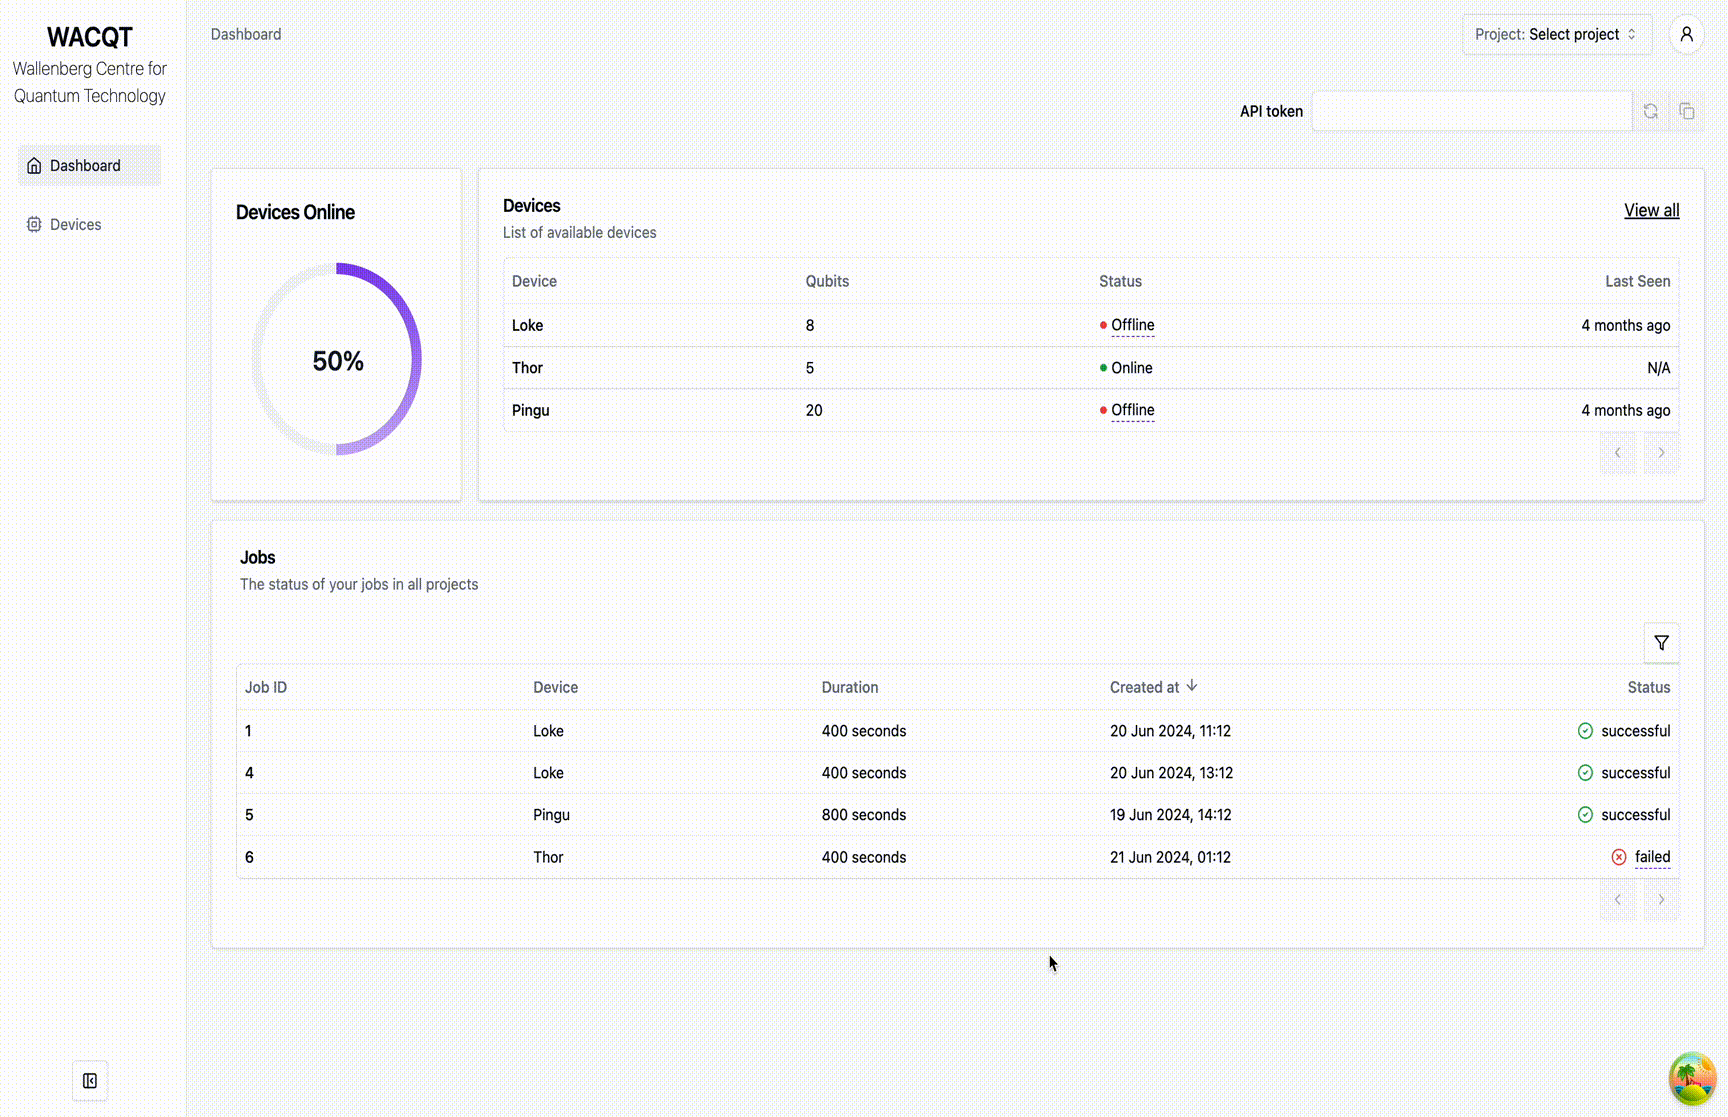 WACQT
Wallenberg Centre for
Quantum Technology
Dashboard
Devices
Dashboard
Project: Select project
API token
Devices Online
50%
Devices
List of available devices
View all
Device Qubits Status Last Seen
Loke 8 Offline 4 months ago
Thor 5 Online N/A
Pingu 20 Offline 4 months ago
Jobs
The status of your jobs in all projects
Job ID Device Duration Created at Status
1 Loke 400 seconds 20 Jun 2024, 11:12 successful
4 Loke 400 seconds 20 Jun 2024, 13:12 successful
5 Pingu 800 seconds 19 Jun 2024, 14:12 successful
6 Thor 400 seconds 21 Jun 2024, 01:12 failed